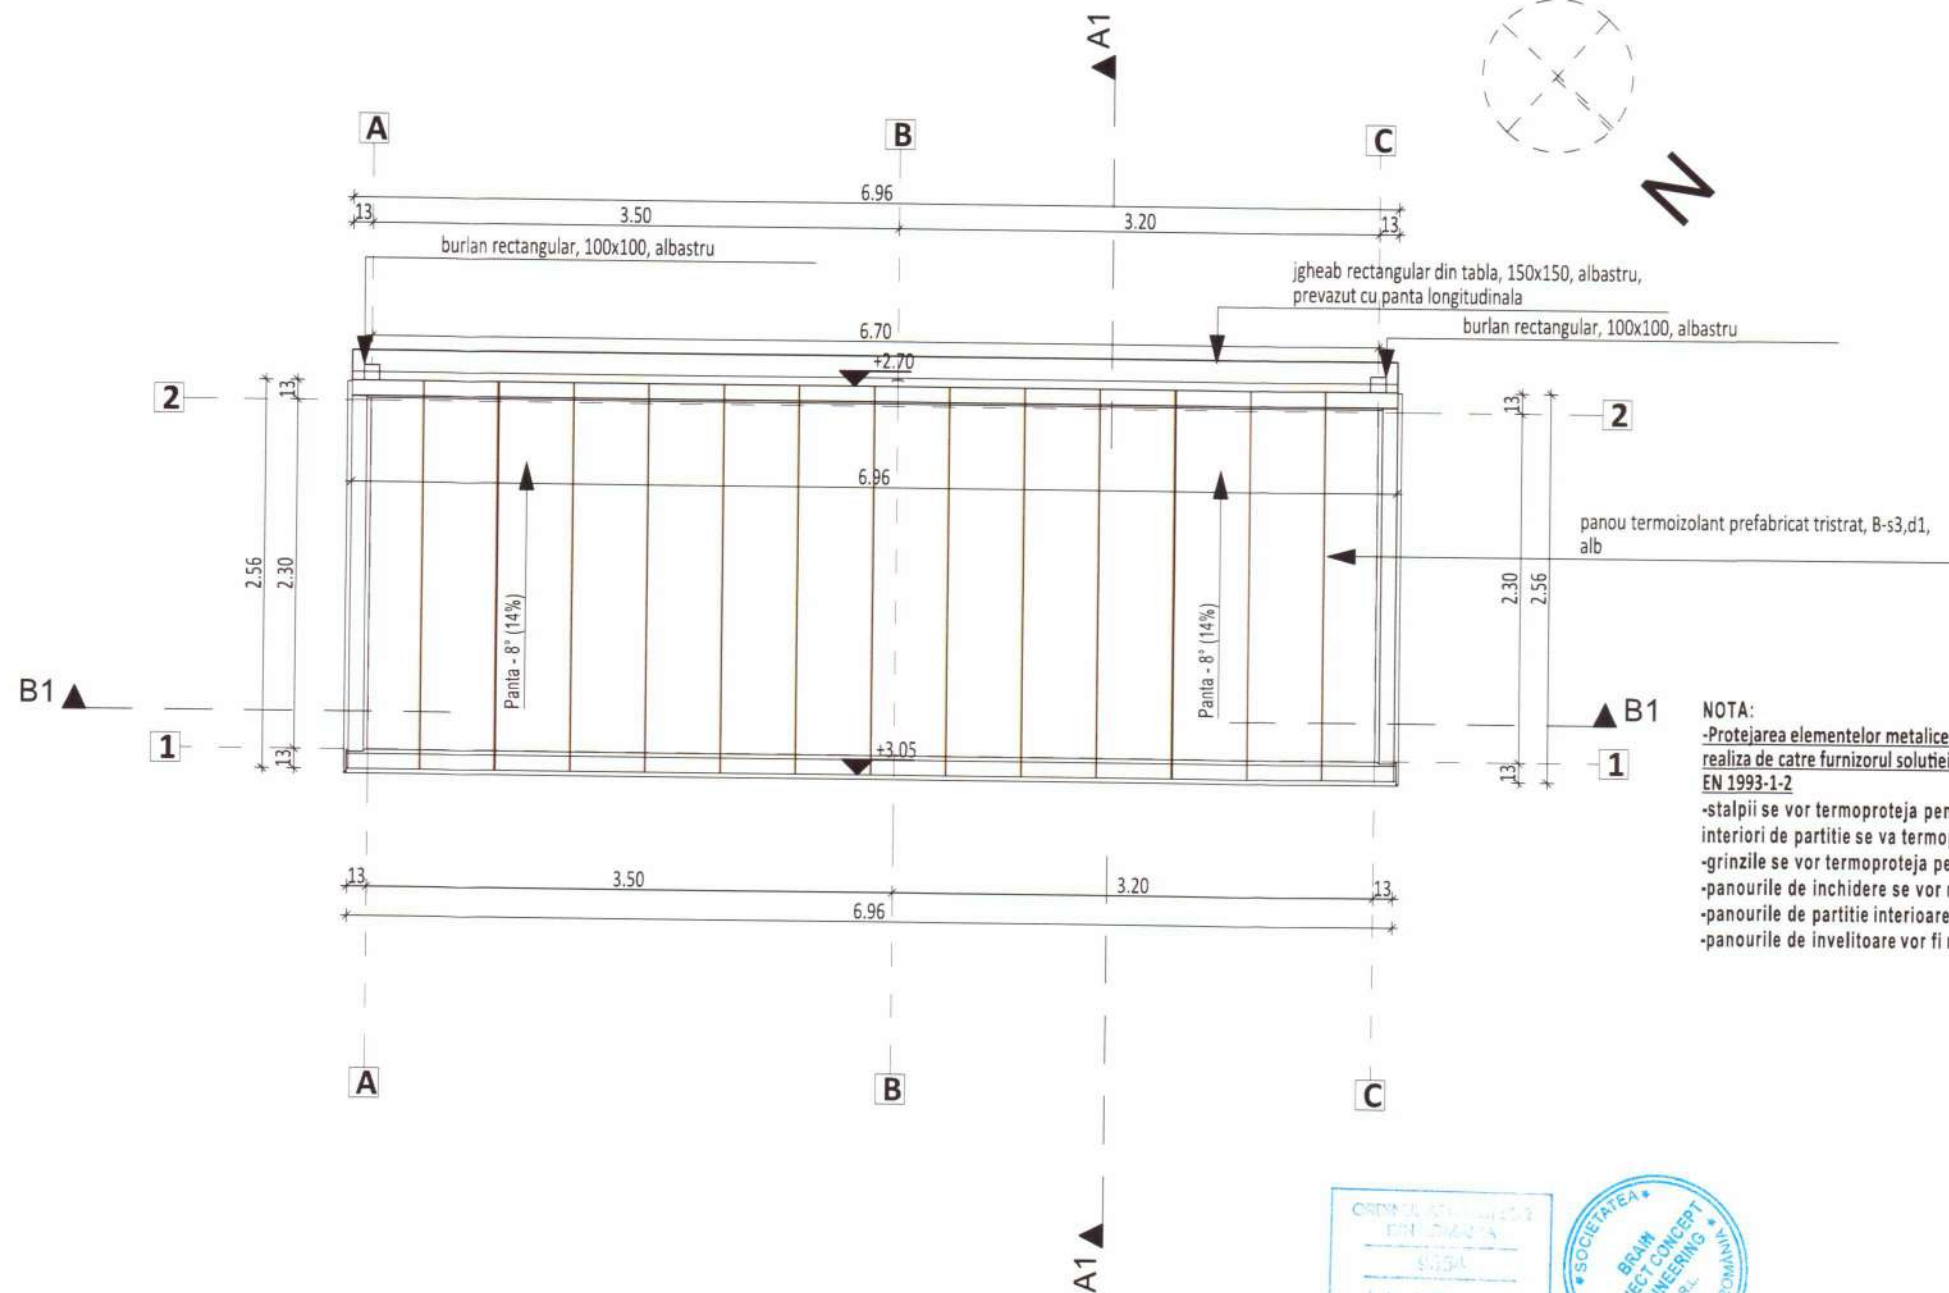 A1
A
B
C
N
6.96
13
3.50
3.20
13
burlan rectangular, 100x100, albastru
jgheab rectangular din tabla, 150x150, albastru,
prevazut cu panta longitudinala
burlan rectangular, 100x100, albastru
6.70
+2.70
2
13
13
2
6.96
panou termoizolant prefabricat tristrat, B-s3,d1,
alb
2.56
2.30
2.30
2.56
Panta - 8° (14%)
Panta - 8° (14%)
B1
B1
1
13
+3.05
13
1
NOTA:
-Protejarea elementelor metalice
realiza de catre furnizorul solutiei
EN 1993-1-2
-stalpii se vor termoproteja
interiori de partitie se va
-grinzile se vor termoproteja
-panourile de inchidere se vor
-panourile de partitie interioare
-panourile de invelitoare vor fi
13
3.50
3.20
13
6.96
A
B
C
A1
SOCIETATEA
BRAIN
CONCEPT